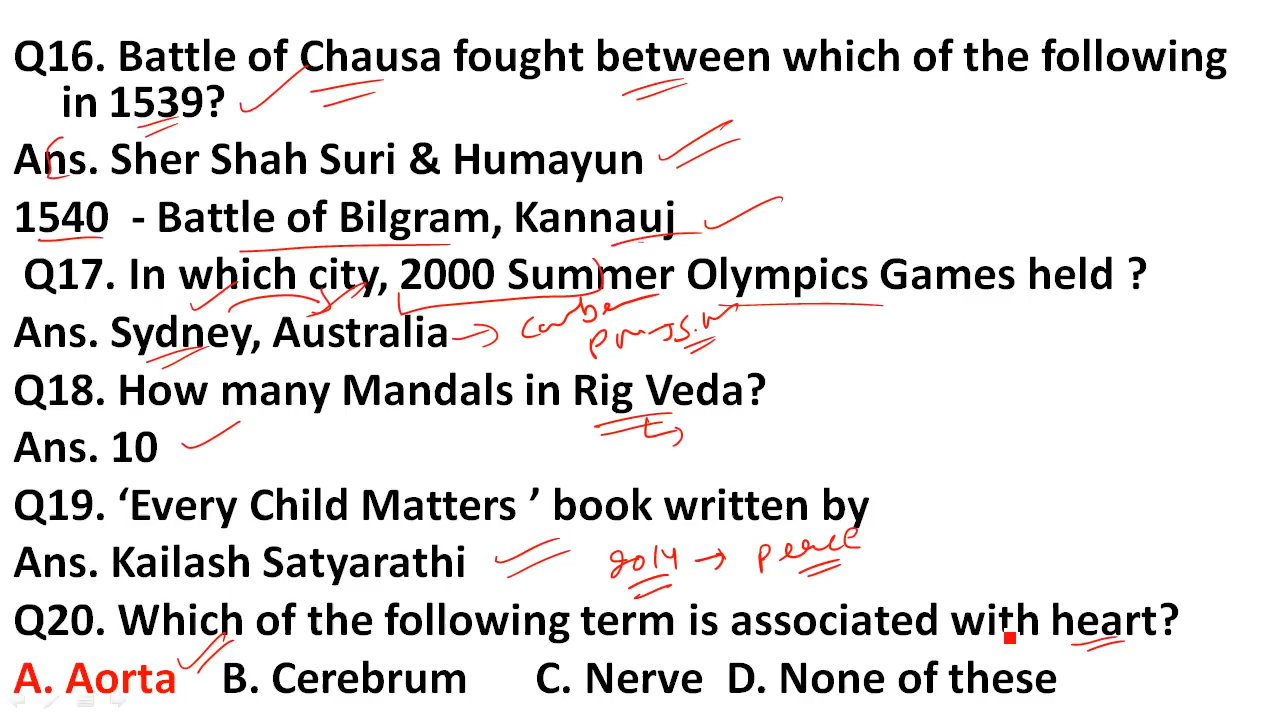 Q16. Battle of Chausa fought between which of the following
in 1539?
Ans. Sher Shah Suri & Humayun
1540 - Battle of Bilgram, Kannauj
Q17. In which city, 2000 Summer Olympics Games held ?
Ans. Sydney, Australia
Q18. How many Mandals in Rig Veda?
Ans. 10
Q19. ‘Every Child Matters ’ book written by
Ans. Kailash Satyarathi 2014 → peace
Q20. Which of the following term is associated with heart?
A. Aorta B. Cerebrum C. Nerve D. None of these